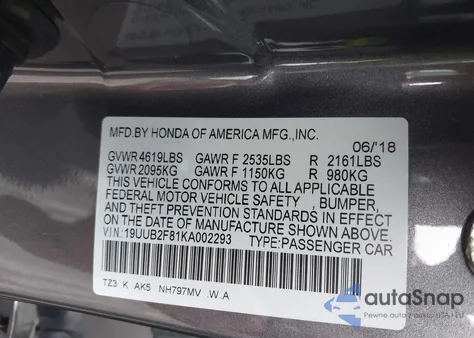 MFD.BY HONDA OF AMERICA MFG.,INC. 06/'18
GVWR 4619LBS GAWR F 2535LBS R 2161LBS
GVWR 2095KG GAWR F 1150KG R 980KG
THIS VEHICLE CONFORMS TO ALL APPLICABLE
FEDERAL MOTOR VEHICLE SAFETY , BUMPER,
AND THEFT PREVENTION STANDARDS IN EFFECT
ON THE DATE OF MANUFACTURE SHOWN ABOVE.
V.I.N:19UUB2F81KA002293 TYPE:PASSENGER CAR
TZ3 K AK5 NH797MV .W .A
autoSnap